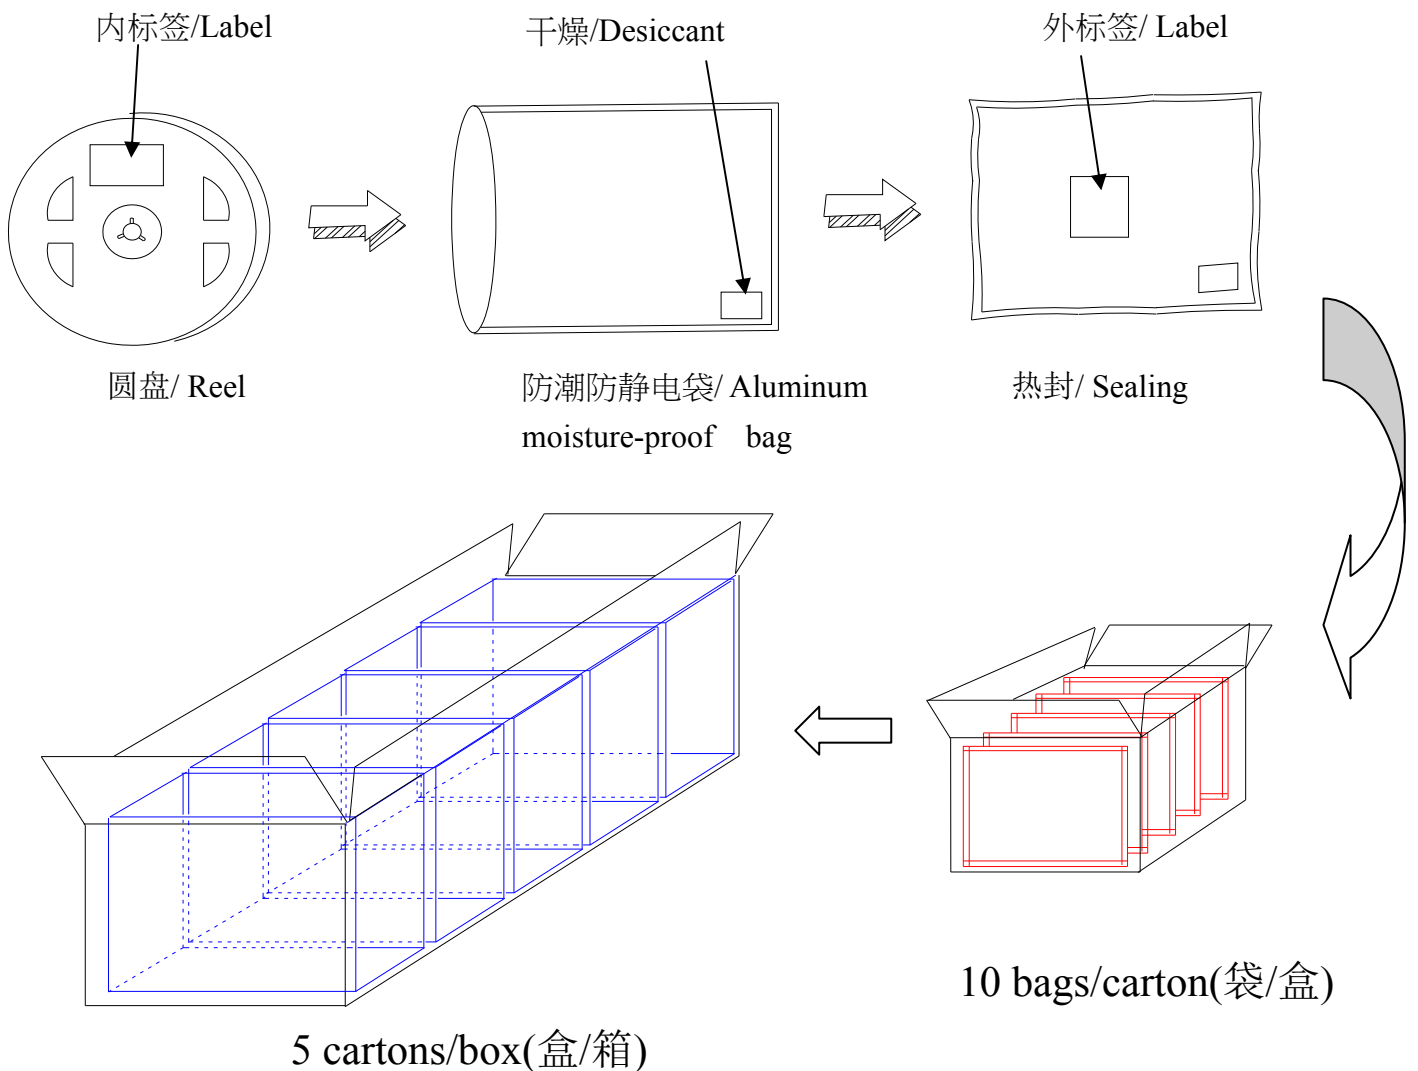 内标签/Label
干燥/Desiccant
外标签/ Label
圆盘/ Reel
防潮防静电袋/ Aluminum
moisture-proof bag
热封/ Sealing
10 bags/carton(袋/盒)
5 cartons/box(盒/箱)